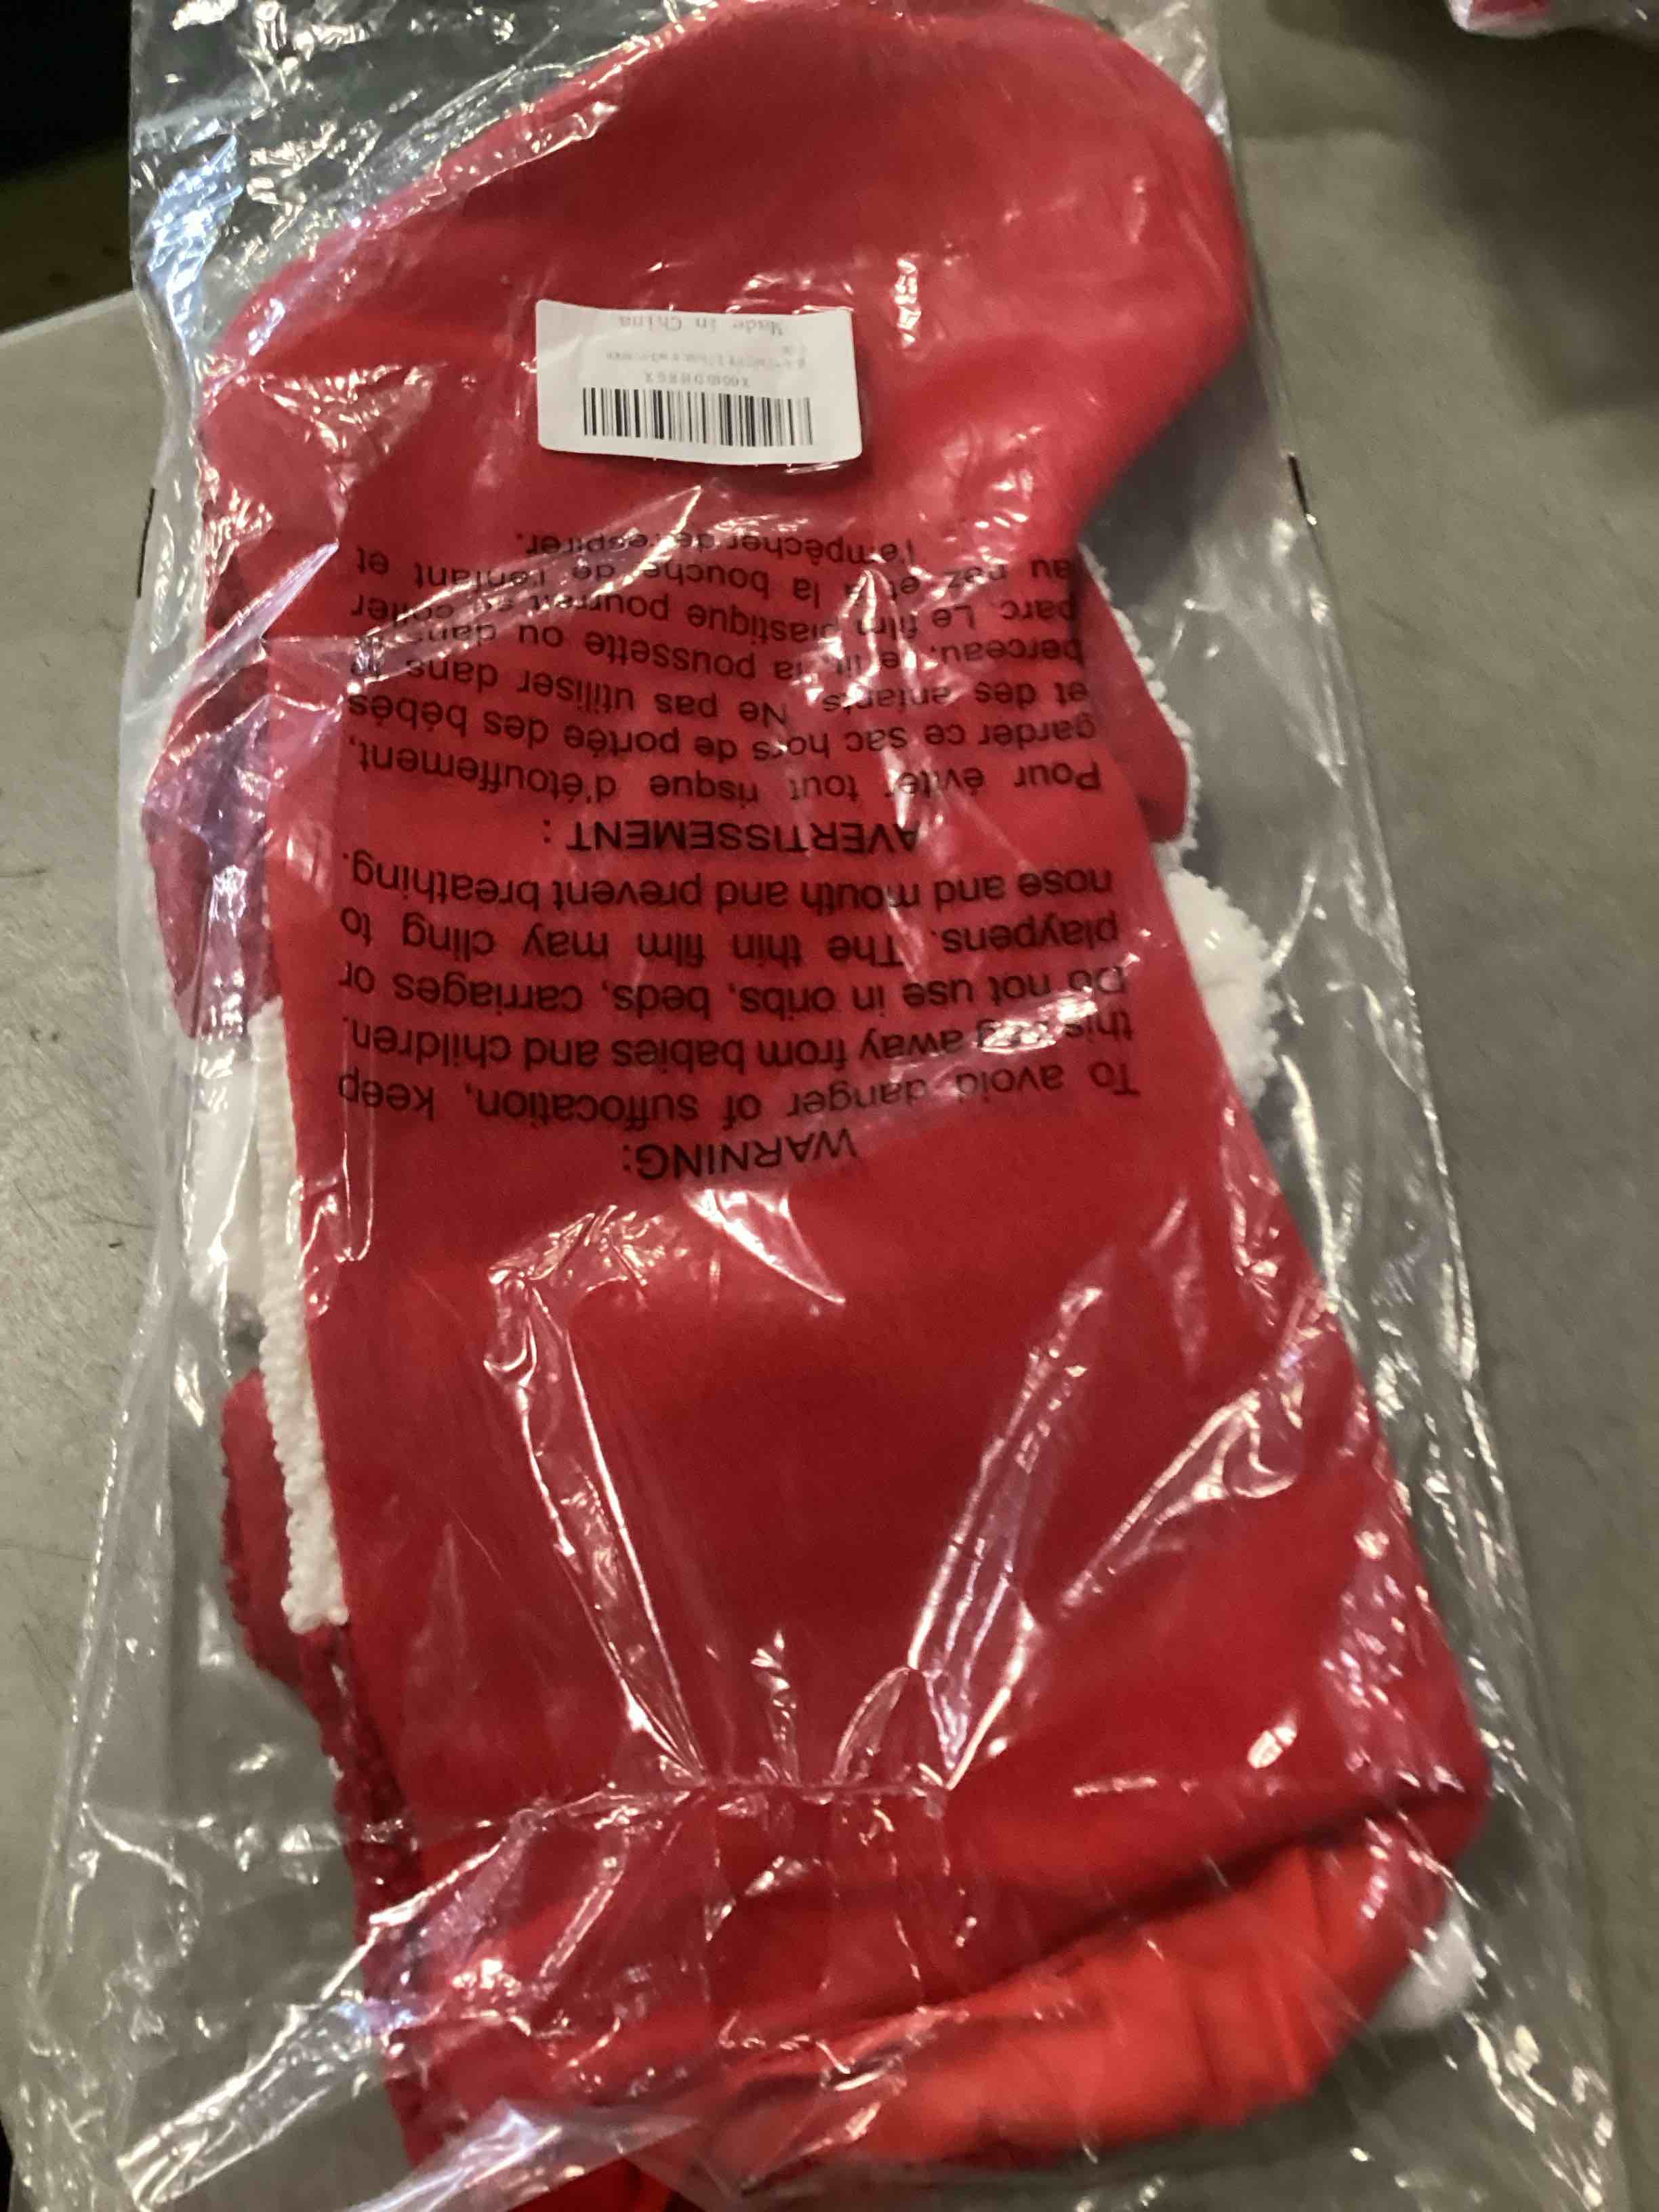 WARNING:
To avoid danger of suffocation, keep
this bag away from babies and children.
Do not use in cribs, beds, carriages or
playpens. The thin film may cling to
nose and mouth and prevent breathing.
AVERTISSEMENT :
Pour éviter tout risque d'étouffement,
garder ce sac hors de portée des bébés
et des enfants. Ne pas utiliser dans le
berceau, le lit, la poussette ou dans le
parc. Le film plastique pourrait se coller
au nez et à la bouche de l'enfant et
l'empêcher de respirer.
Made in China